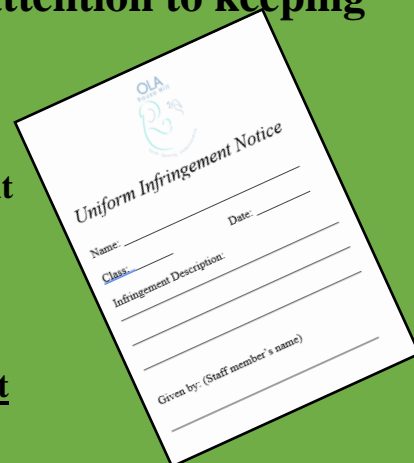 attention to keeping
OLA
t
Uniform Infringement Notice
Name:
Date:
Class:
Infringement Description:
t
Given by: (Staff member's name)